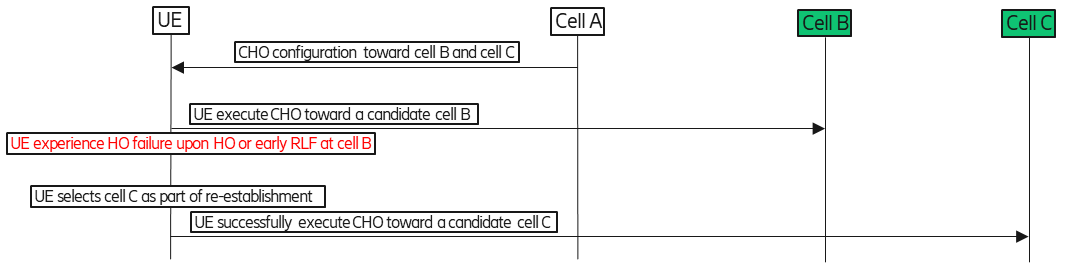 UE
Cell A
Cell B
Cell C
CHO configuration toward cell B and cell C
UE execute CHO toward a candidate cell B
UE experience HO failure upon HO or early RLF at cell B
UE selects cell C as part of re-establishment
UE successfully execute CHO toward a candidate cell C